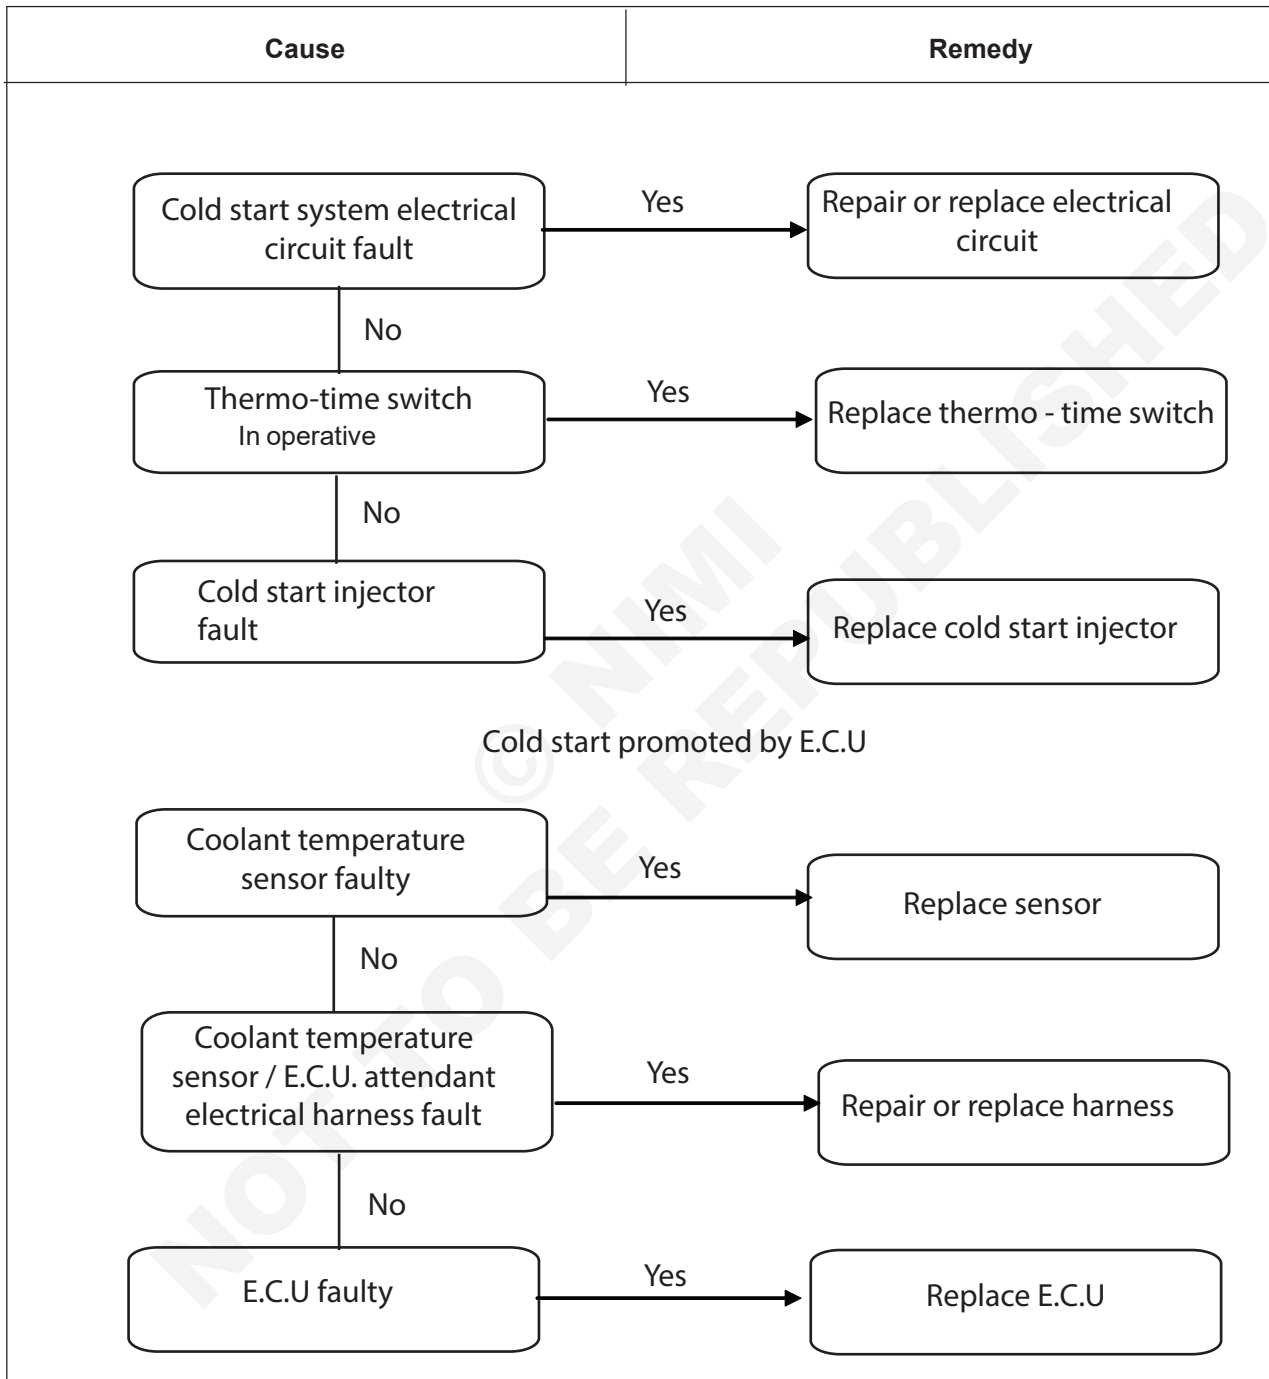 Cause
Remedy
Cold start system electrical
circuit fault
Yes
Repair or replace electrical
circuit
No
Thermo-time switch
In operative
Yes
Replace thermo - time switch
No
Cold start injector
fault
Yes
Replace cold start injector
Cold start promoted by E.C.U
Coolant temperature
sensor faulty
Yes
Replace sensor
No
Coolant temperature
sensor / E.C.U. attendant
electrical harness fault
Yes
Repair or replace harness
No
E.C.U faulty
Yes
Replace E.C.U
© NIMI
NOT TO BE REPUBLISHED